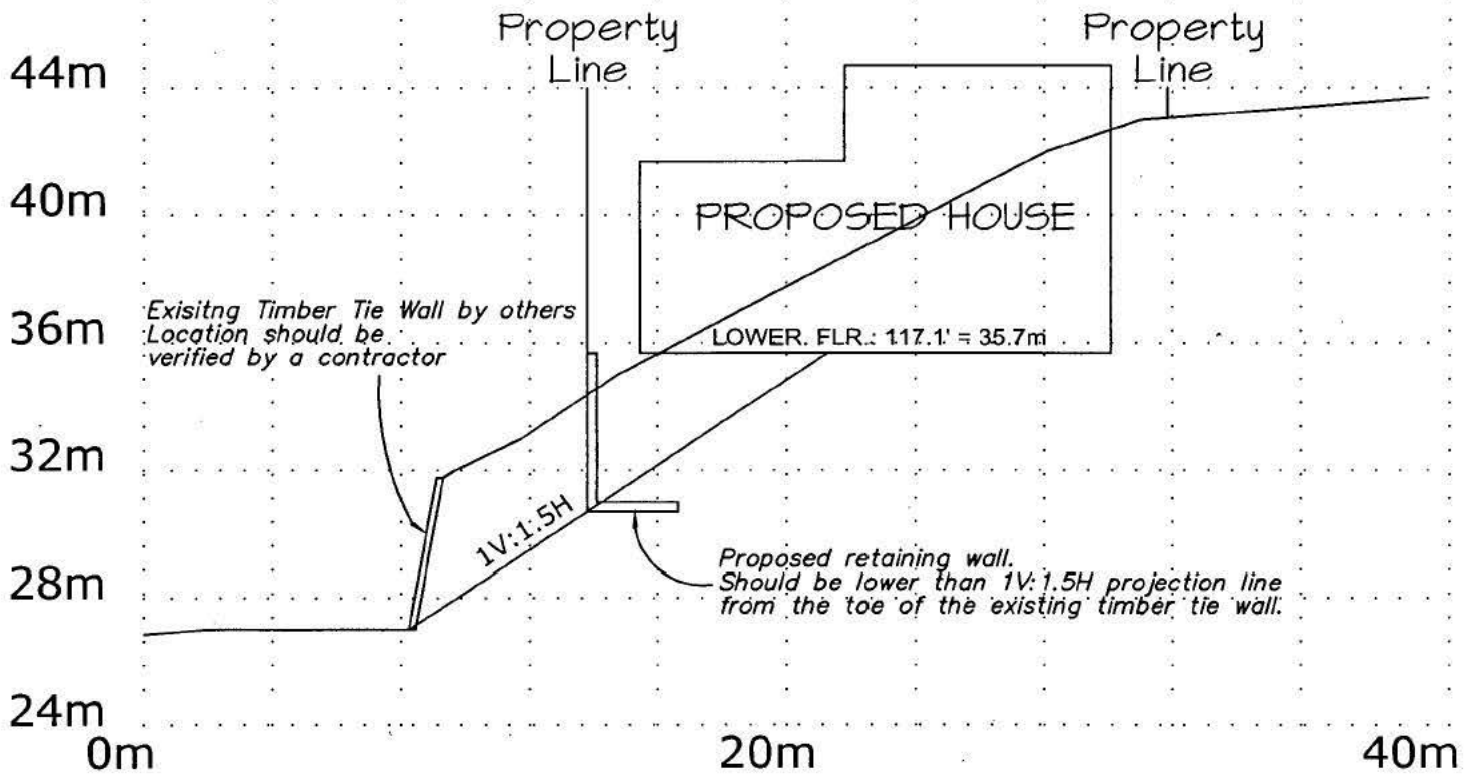 Property
Line
Property
Line
44m
40m
PROPOSED HOUSE
Exisitng Timber Tie Wall by others
Location should be
verified by a contractor
36m
LOWER. FLR.: 117.1' = 35.7m
32m
1V:1.5H
Proposed retaining wall.
Should be lower than 1V:1.5H projection line
from the toe of the existing timber tie wall.
28m
24m
0m
20m
40m